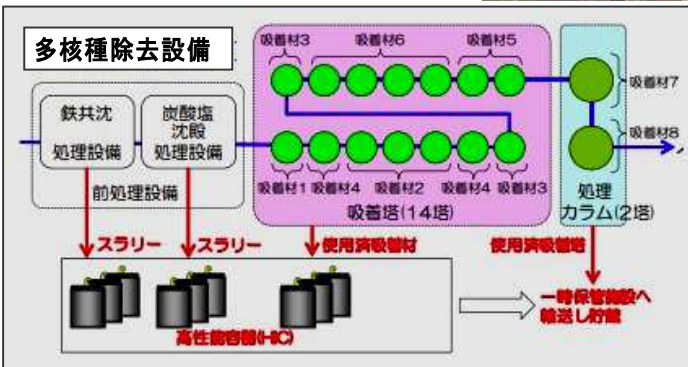 多核種除去設備
吸着材3
吸着材6
吸着材5
吸着材7
鉄共沈
処理設備
炭酸塩
沈殿
処理設備
前処理設備
吸着材8
吸着材1
吸着材4
吸着材2
吸着材4
吸着材3
吸着塔(14塔)
処理
カラム(2塔)
スラリー
スラリー
使用済吸着材
使用済吸着塔
高性能容器(HIC)
一時保管施設へ
輸送し貯蔵